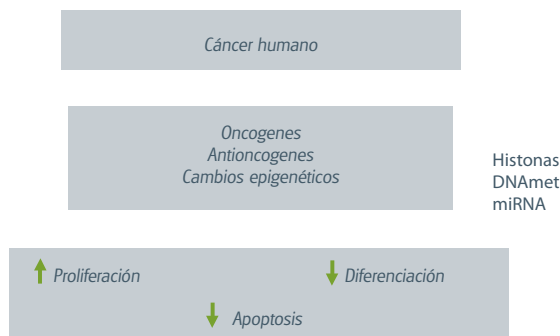 Cáncer humano
Oncogenes
Antioncogenes
Cambios epigenéticos
Histonas
DNAmet
miRNA
Proliferación
Diferenciación
Apoptosis